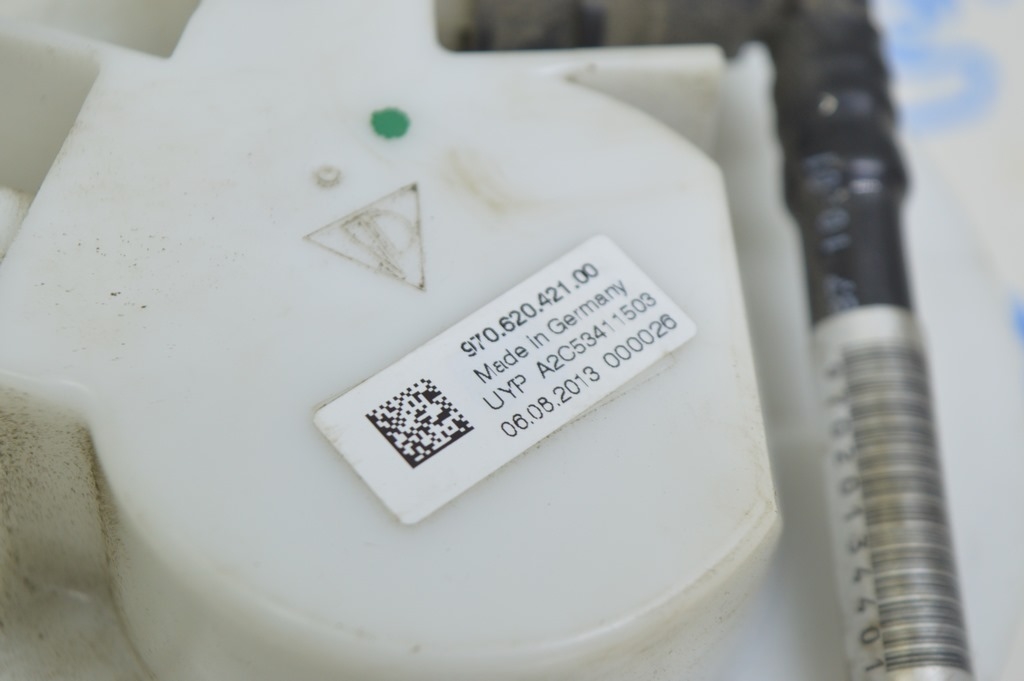 970.620.421.00
Made in Germany
UYP A2C53411503
06.08.2013 000026